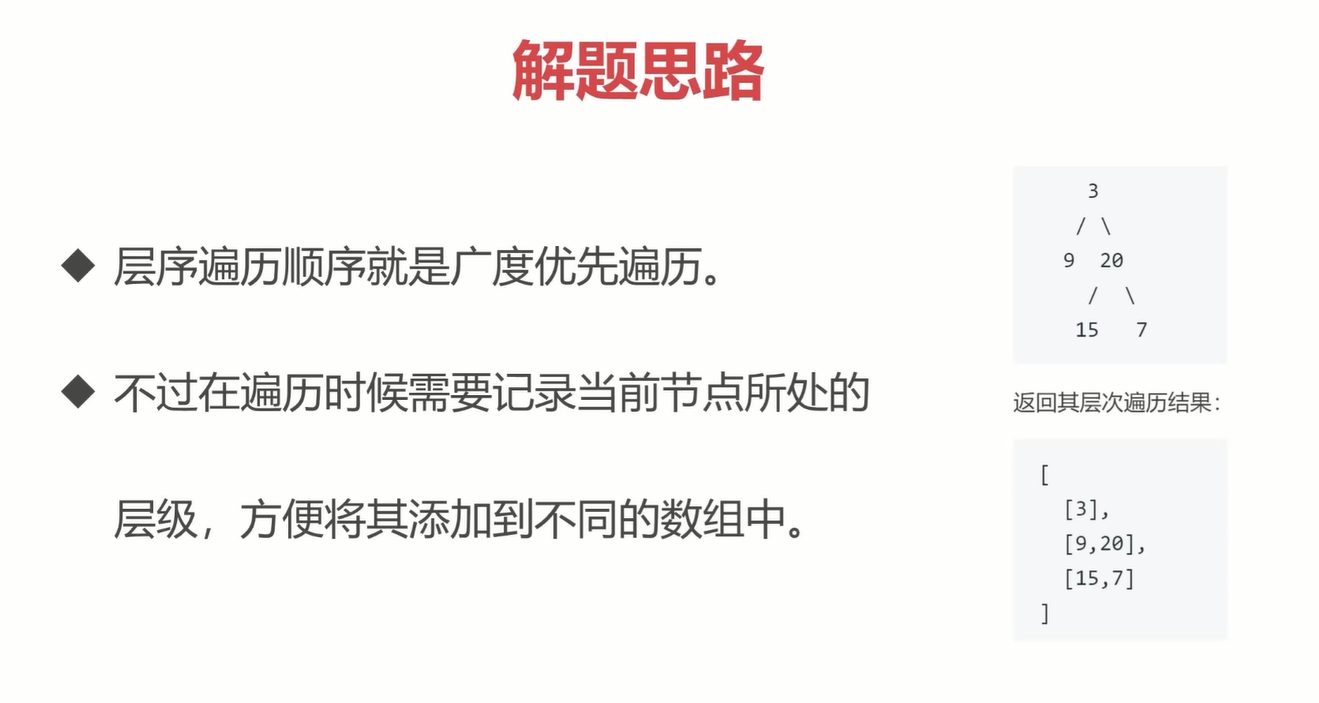 解题思路
◆ 层序遍历顺序就是广度优先遍历。
◆ 不过在遍历时候需要记录当前节点所处的
层级，方便将其添加到不同的数组中。
3
/ \
9 20
/ \
15 7
返回其层次遍历结果：
[
[3],
[9,20],
[15,7]
]